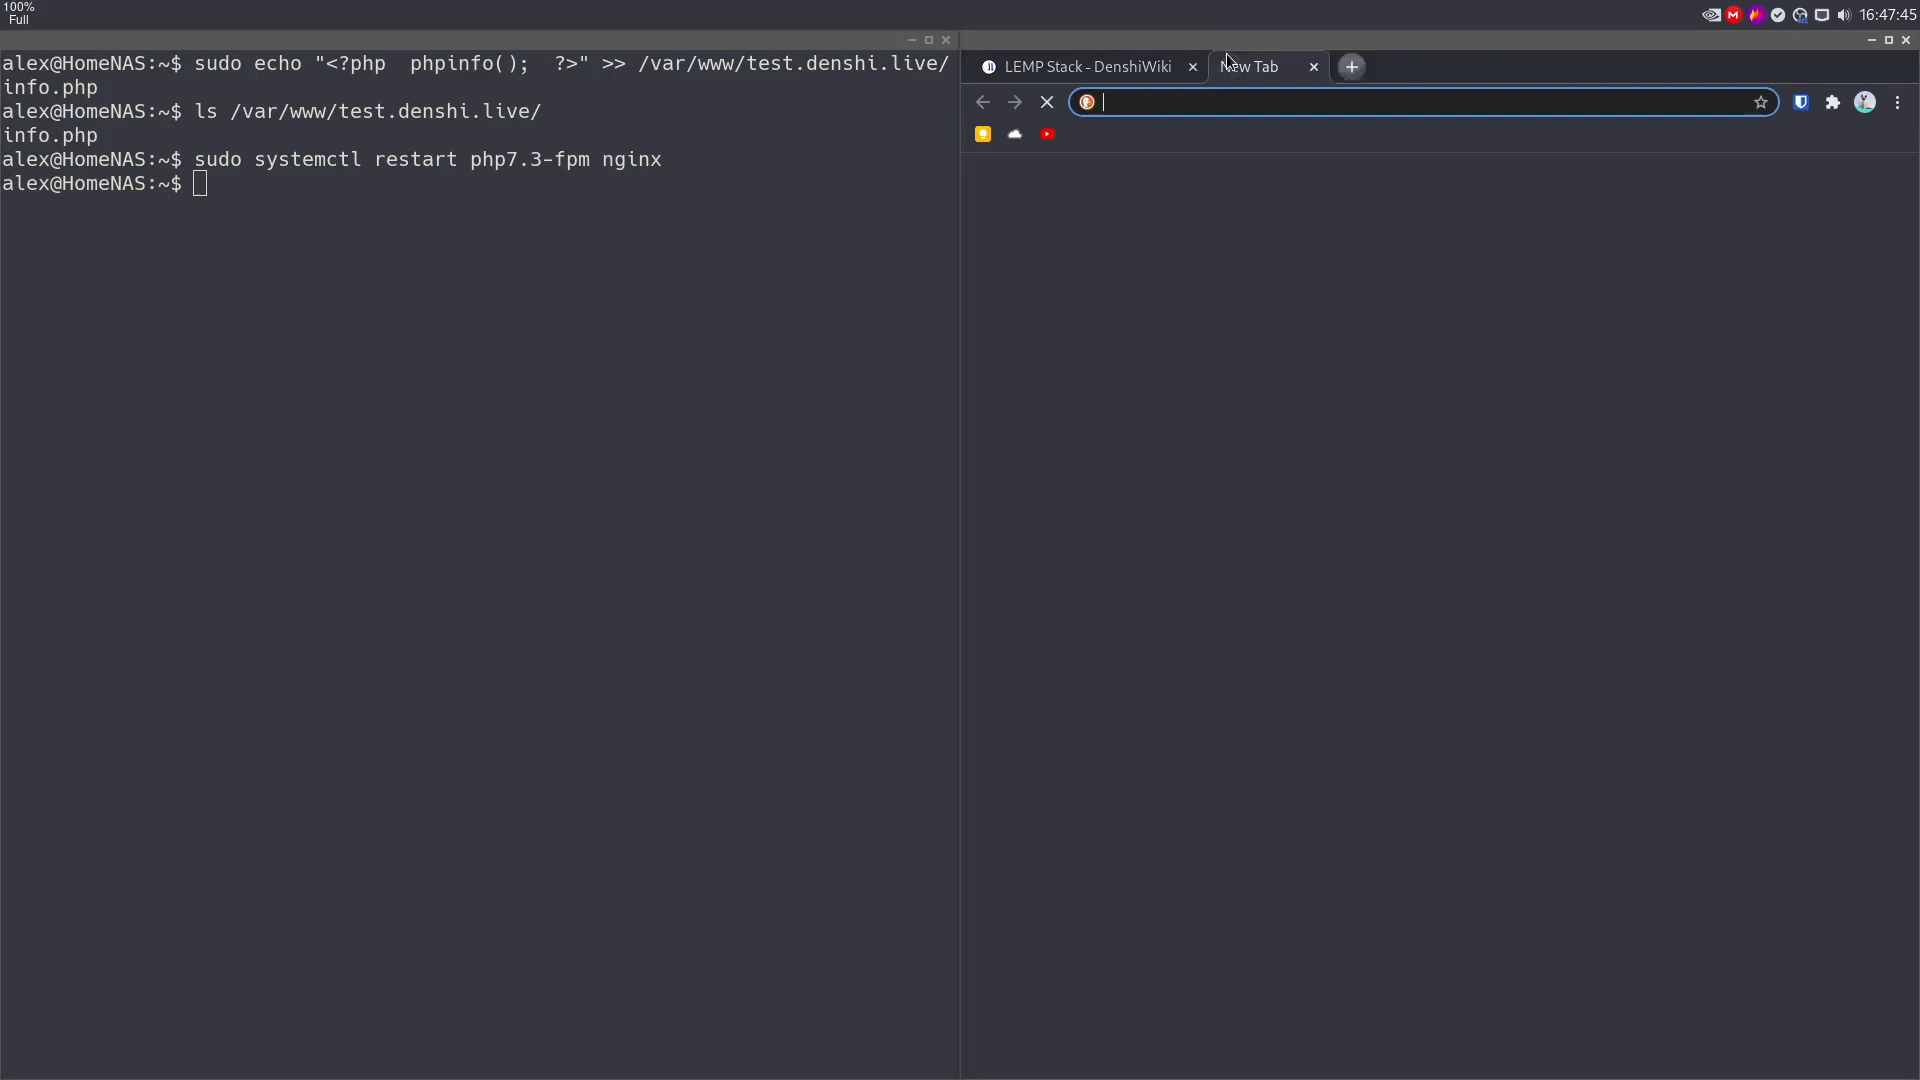 100%
Full
16:47:45
alex@HomeNAS:~$ sudo echo "<?php  phpinfo();  ?>" >> /var/www/test.denshi.live/
info.php
alex@HomeNAS:~$ ls /var/www/test.denshi.live/
info.php
alex@HomeNAS:~$ sudo systemctl restart php7.3-fpm nginx
alex@HomeNAS:~$
LEMP Stack - DenshiWiki
New Tab